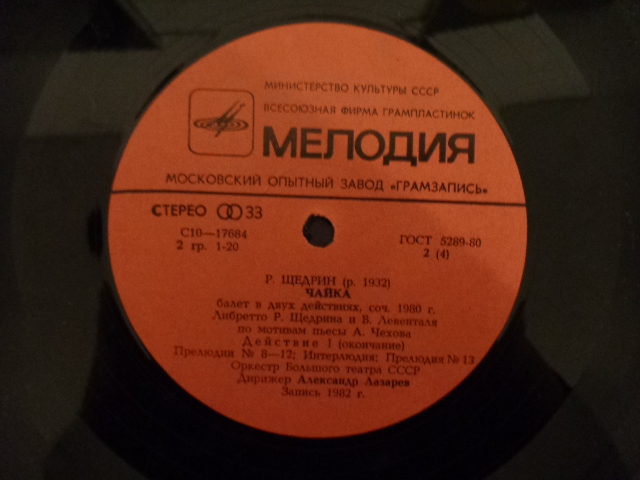 МИНИСТЕРСТВО КУЛЬТУРЫ СССР
ВСЕСОЮЗНАЯ ФИРМА ГРАМПЛАСТИНОК
МЕЛОДИЯ
МОСКОВСКИЙ ОПЫТНЫЙ ЗАВОД «ГРАМЗАПИСЬ»
СТЕРЕО 33
С10—17684
2 гр. 1-20
ГОСТ 5289-80
2 (4)
Р. ЩЕДРИН (р. 1932)
ЧАЙКА
балет в двух действиях, соч. 1980 г.
Либретто Р. Щедрина и В. Левенталя
по мотивам пьесы А. Чехова
Действие I (окончание)
Прелюдии № 8—12; Интерлюдия; Прелюдия № 13
Оркестр Большого театра СССР
Дирижер Александр Лазарев
Запись 1982 г.